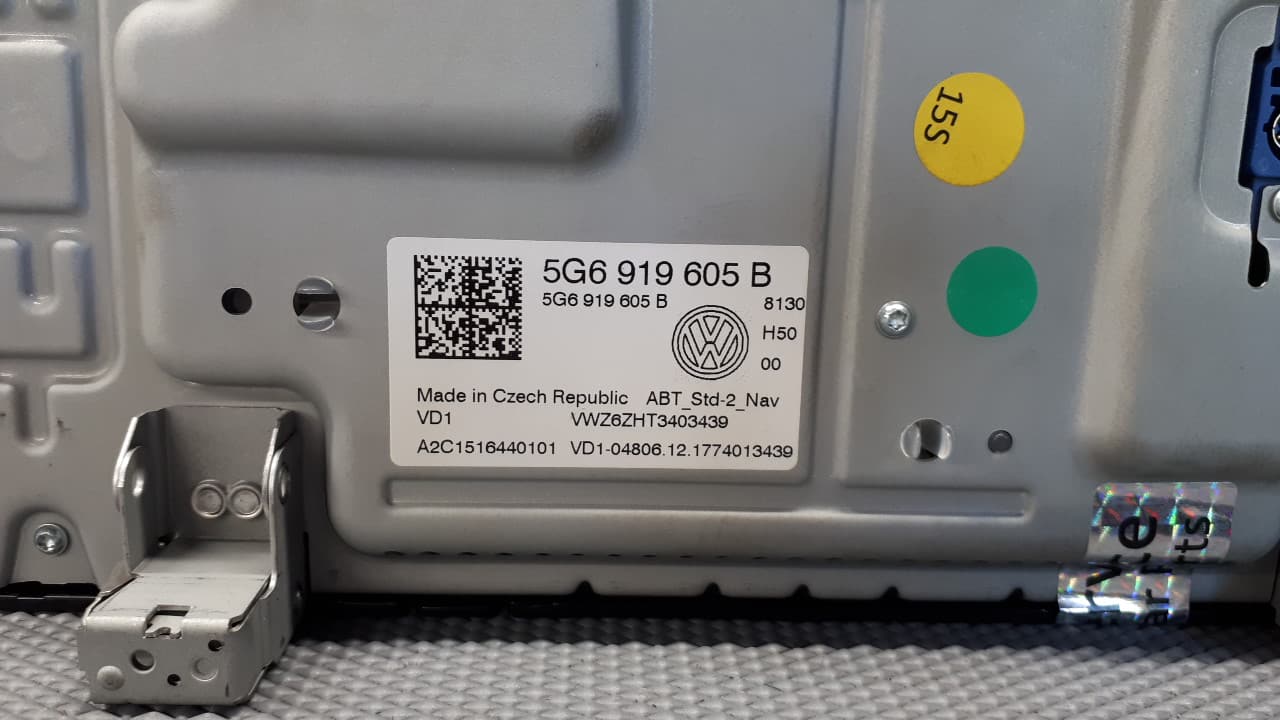 15S
5G6 919 605 B
5G6 919 605 B
8130
H50
00
Made in Czech Republic ABT_Std-2_Nav
VD1 VWZ6ZHT3403439
A2C1516440101 VD1-04806.12.1774013439